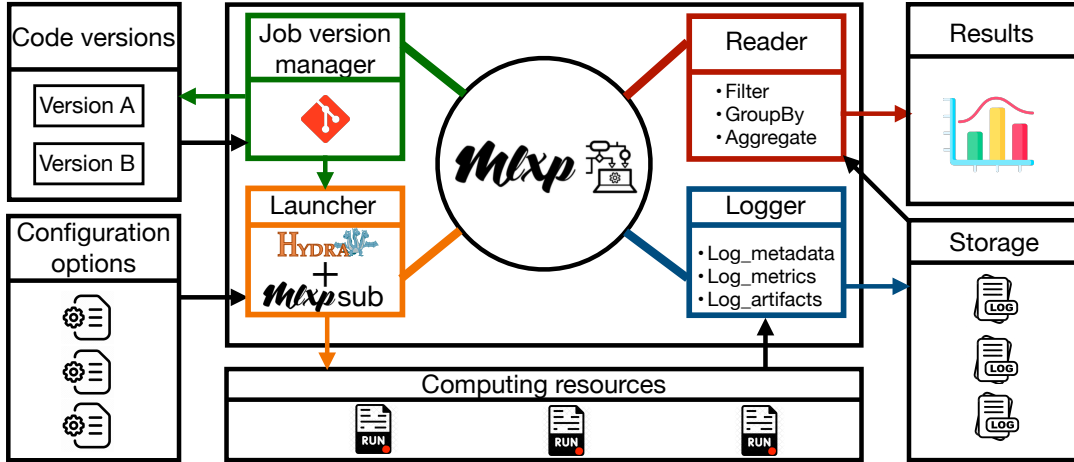 Code versions
Version A
Version B
Configuration
options
Job version
manager
Launcher
HYDRA
+
Mlxp sub
Mlxp
Reader
• Filter
• GroupBy
• Aggregate
Logger
• Log_metadata
• Log_metrics
• Log_artifacts
Results
Storage
LOG
LOG
LOG
Computing resources
RUN
RUN
RUN